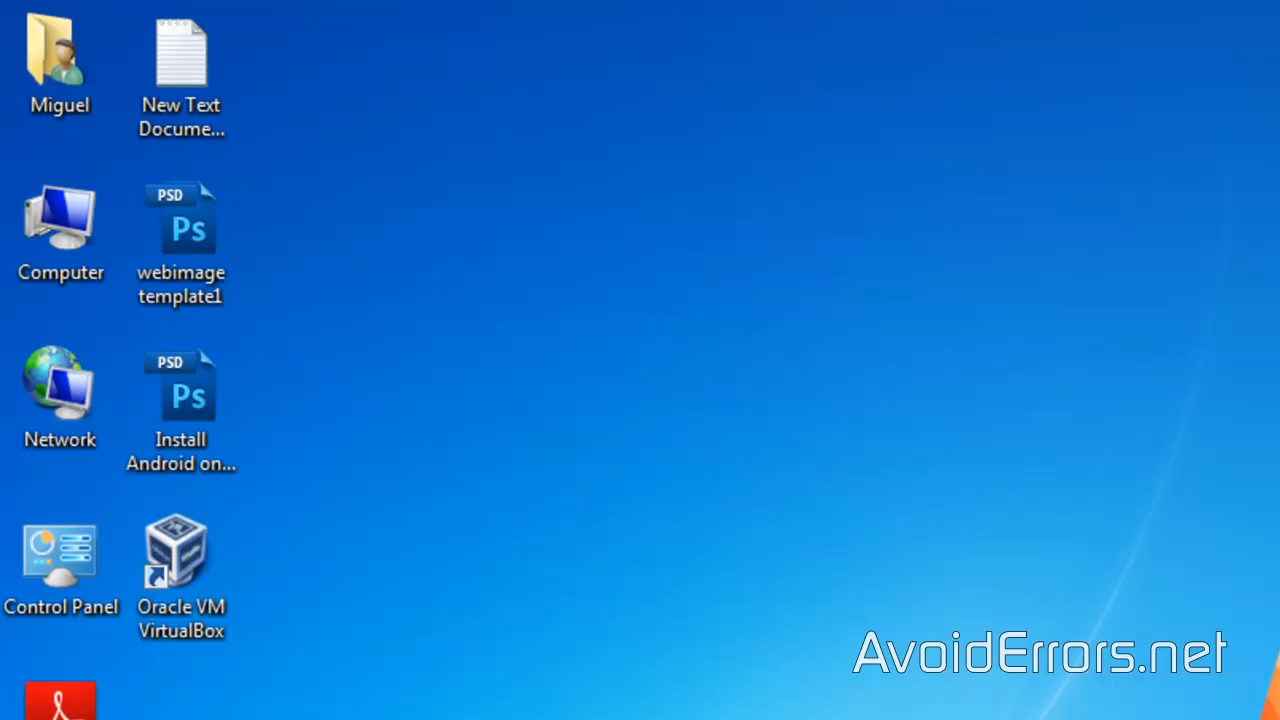 Miguel
New Text
Docume...
PSD
Ps
Computer
webimage
template1
PSD
Ps
Network
Install
Android on...
Control Panel
Oracle VM
VirtualBox
AvoidErrors.net